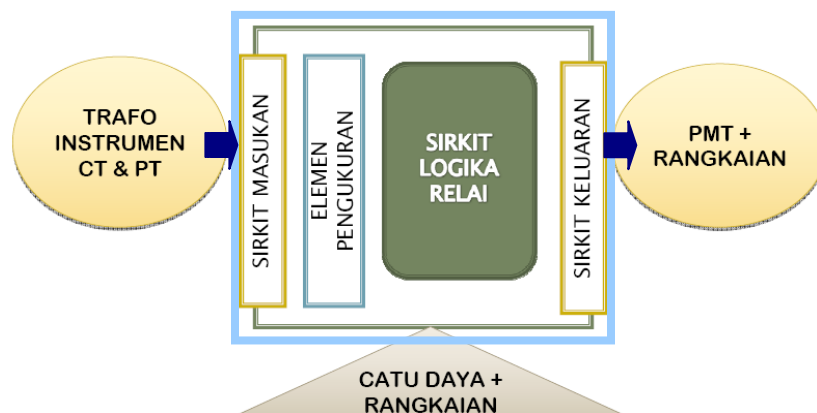 TRAFO
INSTRUMEN
CT & PT
SIRKIT MASUKAN
ELEMEN
PENGUKURAN
SIRKIT
LOGIKA
RELAI
SIRKIT KELUARAN
PMT +
RANGKAIAN
CATU DAYA +
RANGKAIAN